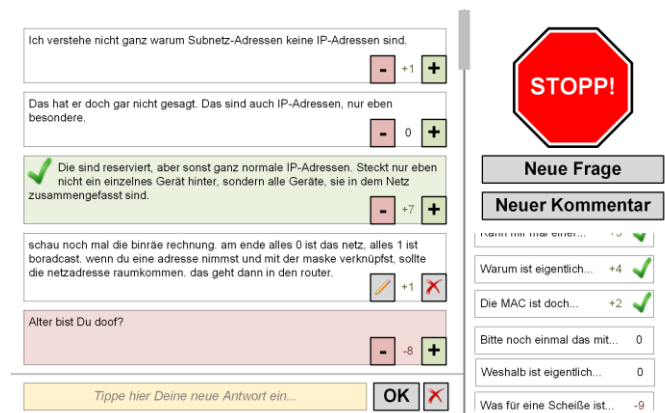 Ich verstehe nicht ganz warum Subnetz-Adressen keine IP-Adressen sind.
- +1 +
Das hat er doch gar nicht gesagt. Das sind auch IP-Adressen, nur eben
besondere.
- 0 +
Die sind reserviert, aber sonst ganz normale IP-Adressen. Steckt nur eben
nicht ein einzelnes Gerät hinter, sondern alle Geräte, sie in dem Netz
zusammengefasst sind.
- +7 +
schau noch mal die binräe rechnung. am ende alles 0 ist das netz, alles 1 ist
boradcast. wenn du eine adresse nimmst und mit der maske verknüpfst, sollte
die netzadresse raumkommen. das geht dann in den router.
+1
Alter bist Du doof?
- -8 +
Tippe hier Deine neue Antwort ein...
OK
STOPP!
Neue Frage
Neuer Kommentar
Kann mir mal einer...
Warum ist eigentlich... +4
Die MAC ist doch... +2
Bitte noch einmal das mit... 0
Weshalb ist eigentlich... 0
Was für eine Scheiße ist... -9